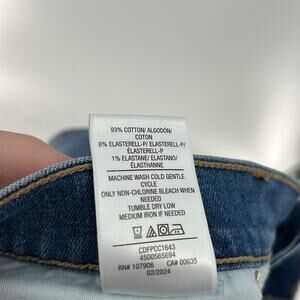 93% COTTON/ ALGODÓN/
COTON
6% ELASTERELL-P/ ELASTERELL-P/
ELASTERELL-P
1% ELASTANE/ ELASTANO/
ÉLASTHANNE
MACHINE WASH COLD GENTLE
CYCLE
ONLY NON-CHLORINE BLEACH WHEN
NEEDED
TUMBLE DRY LOW
MEDIUM IRON IF NEEDED
CDFPCC1643
4500565694
RN# 107906 CA# 00635
02/2024